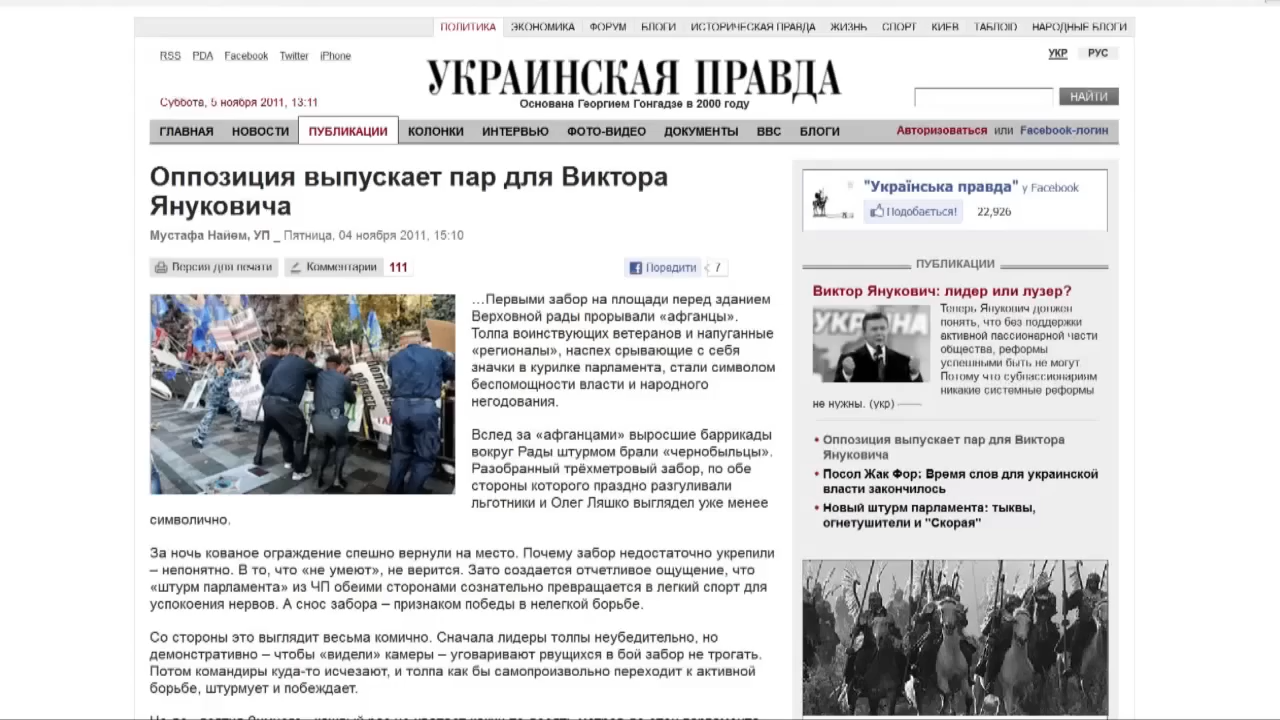 ПОЛИТИКА ЭКОНОМИКА ФОРУМ БЛОГИ ИСТОРИЧЕСКАЯ ПРАВДА ЖИЗНЬ СПОРТ КИЕВ ТАБЛОID НАРОДНЫЕ БЛОГИ
RSS PDA Facebook Twitter iPhone
УКР РУС
УКРАИНСКАЯ ПРАВДА
Основана Георгием Гонгадзе в 2000 году
Суббота, 5 ноября 2011, 13:11
НАЙТИ
ГЛАВНАЯ НОВОСТИ ПУБЛИКАЦИИ КОЛОНКИ ИНТЕРВЬЮ ФОТО-ВИДЕО ДОКУМЕНТЫ ВВС БЛОГИ
Авторизоваться или Facebook-логин
Оппозиция выпускает пар для Виктора
Януковича
Мустафа Найем, УП _ Пятница, 04 ноября 2011, 15:10
Версия для печати Комментарии 111
Порадити 7
…Первыми забор на площади перед зданием
Верховной рады прорывали «афганцы».
Толпа воинствующих ветеранов и напуганные
«регионалы», наспех срывающие с себя
значки в курилке парламента, стали символом
беспомощности власти и народного
негодования.
Вслед за «афганцами» выросшие баррикады
вокруг Рады штурмом брали «чернобыльцы».
Разобранный трёхметровый забор, по обе
стороны которого праздно разгуливали
льготники и Олег Ляшко выглядел уже менее
символично.
За ночь кованое ограждение спешно вернули на место. Почему забор недостаточно укрепили
– непонятно. В то, что «не умеют», не верится. Зато создается отчетливое ощущение, что
«штурм парламента» из ЧП обеими сторонами сознательно превращается в легкий спорт для
успокоения нервов. А снос забора – признаком победы в нелегкой борьбе.
Со стороны это выглядит весьма комично. Сначала лидеры толпы неубедительно, но
демонстративно – чтобы «видели» камеры – уговаривают рвущихся в бой забор не трогать.
Потом командиры куда-то исчезают, и толпа как бы самопроизвольно переходит к активной
борьбе, штурмует и побеждает.
"Українська правда" у Facebook
Подобається! 22,926
ПУБЛИКАЦИИ
Виктор Янукович: лидер или лузер?
УКРАЇНА
Теперь Янукович должен
понять, что без поддержки
активной пассионарной части
общества, реформы
успешными быть не могут.
Потому что субпассионариям
никакие системные реформы
не нужны. (укр)
• Оппозиция выпускает пар для Виктора
Януковича
• Посол Жак Фор: Время слов для украинской
власти закончилось
• Новый штурм парламента: тыквы,
огнетушители и "Скорая"